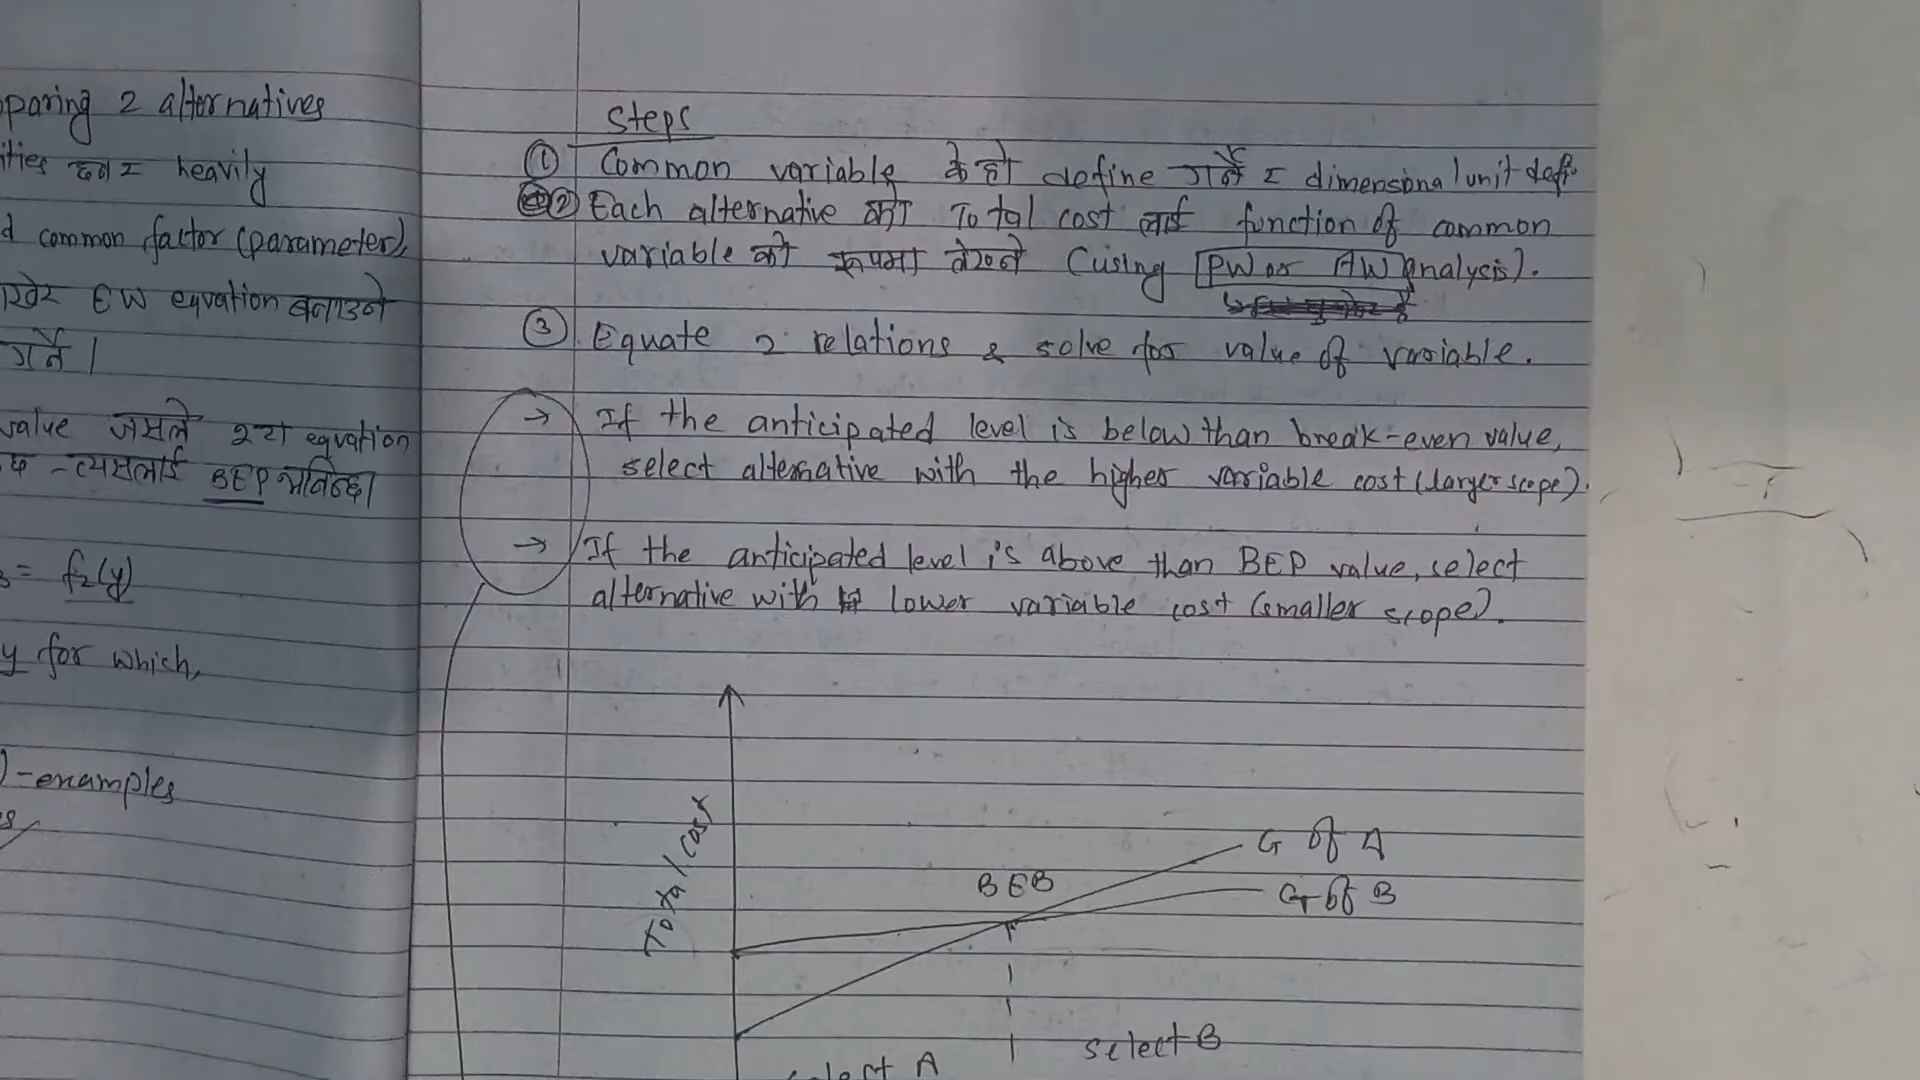 paring 2 alternatives
ities छन् र heavily
d common factor (parameter),
राखेर EW equation बनाउने
गर्ने ।
value जसले २टा equation
त्यसलाई BEP भनिन्छ।
= f₂(y)
y for which,
)-examples
Steps
① Common variable के हो define गर्ने र dimensional unit defi
② Each alternative को Total cost लाई function of common
variable को रूपमा लेख्ने (using PW or AW analysis).
③ Equate 2 relations & solve for value of variable.
→ If the anticipated level is below than break-even value,
select alternative with the higher variable cost (larger scope).
→ If the anticipated level is above than BEP value, select
alternative with lower variable cost (smaller scope).
Total cost
of A
BEB
of B
select B
select A